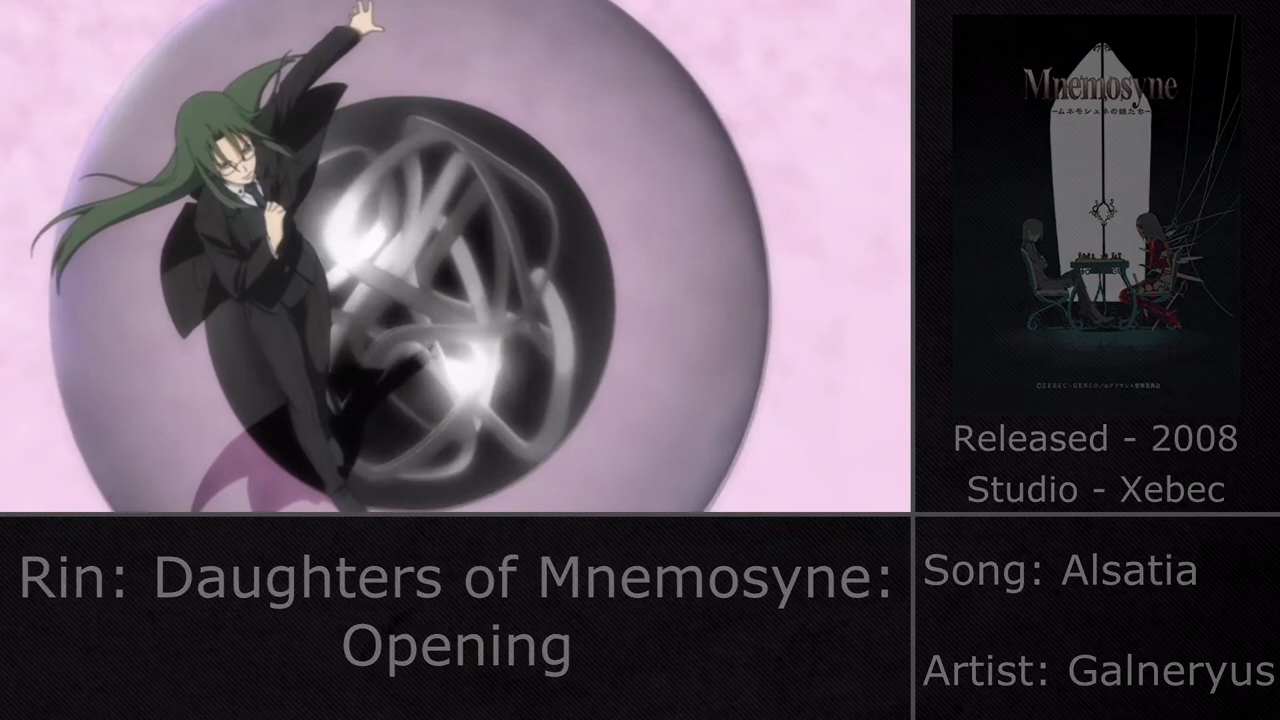 Mnemosyne
ームネモシュネの娘たちー
Released - 2008
Studio - Xebec
Rin: Daughters of Mnemosyne:
Opening
Song: Alsatia
Artist: Galneryus